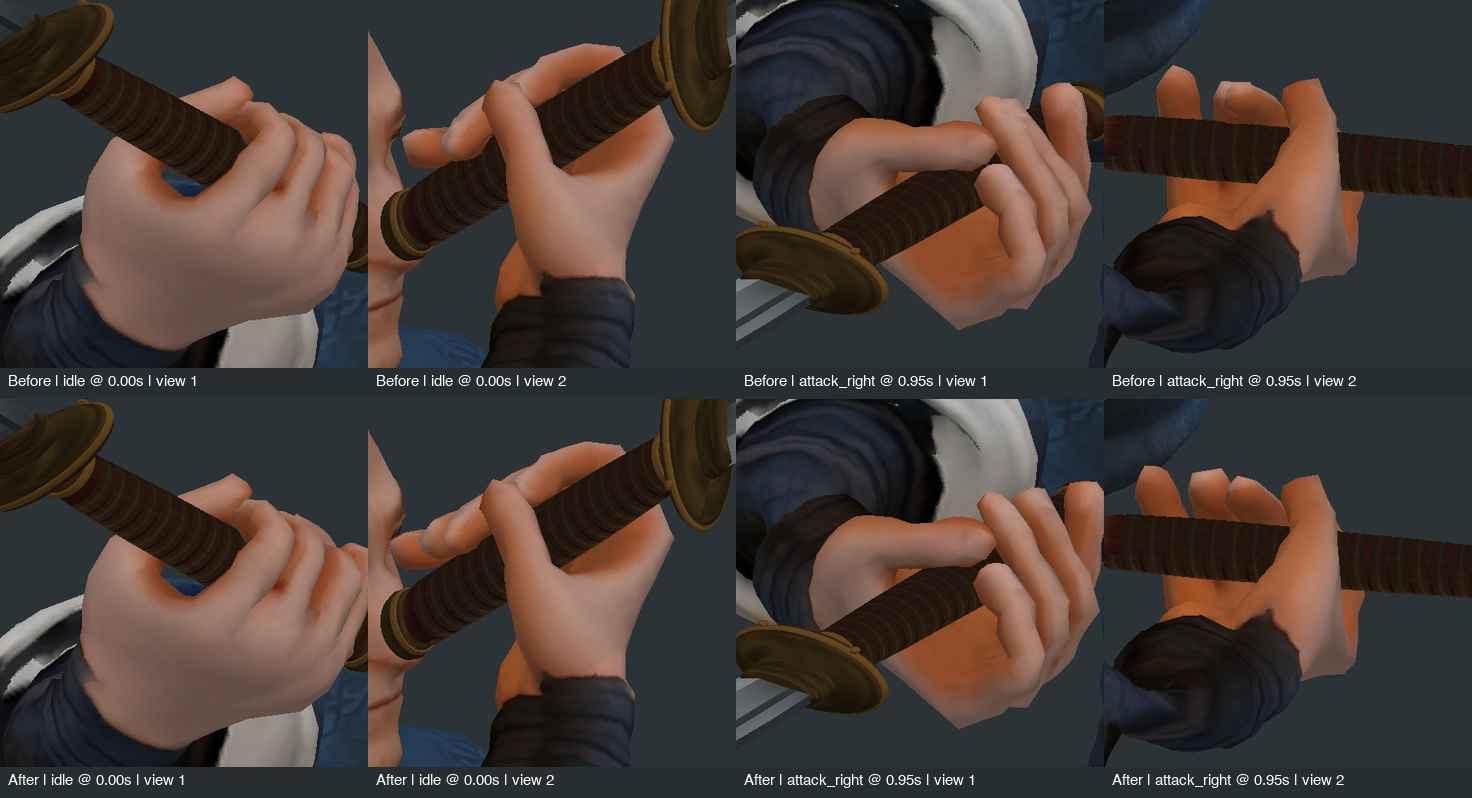 Before | idle @ 0.00s | view 1
Before | idle @ 0.00s | view 2
Before | attack_right @ 0.95s | view 1
Before | attack_right @ 0.95s | view 2
After | idle @ 0.00s | view 1
After | idle @ 0.00s | view 2
After | attack_right @ 0.95s | view 1
After | attack_right @ 0.95s | view 2